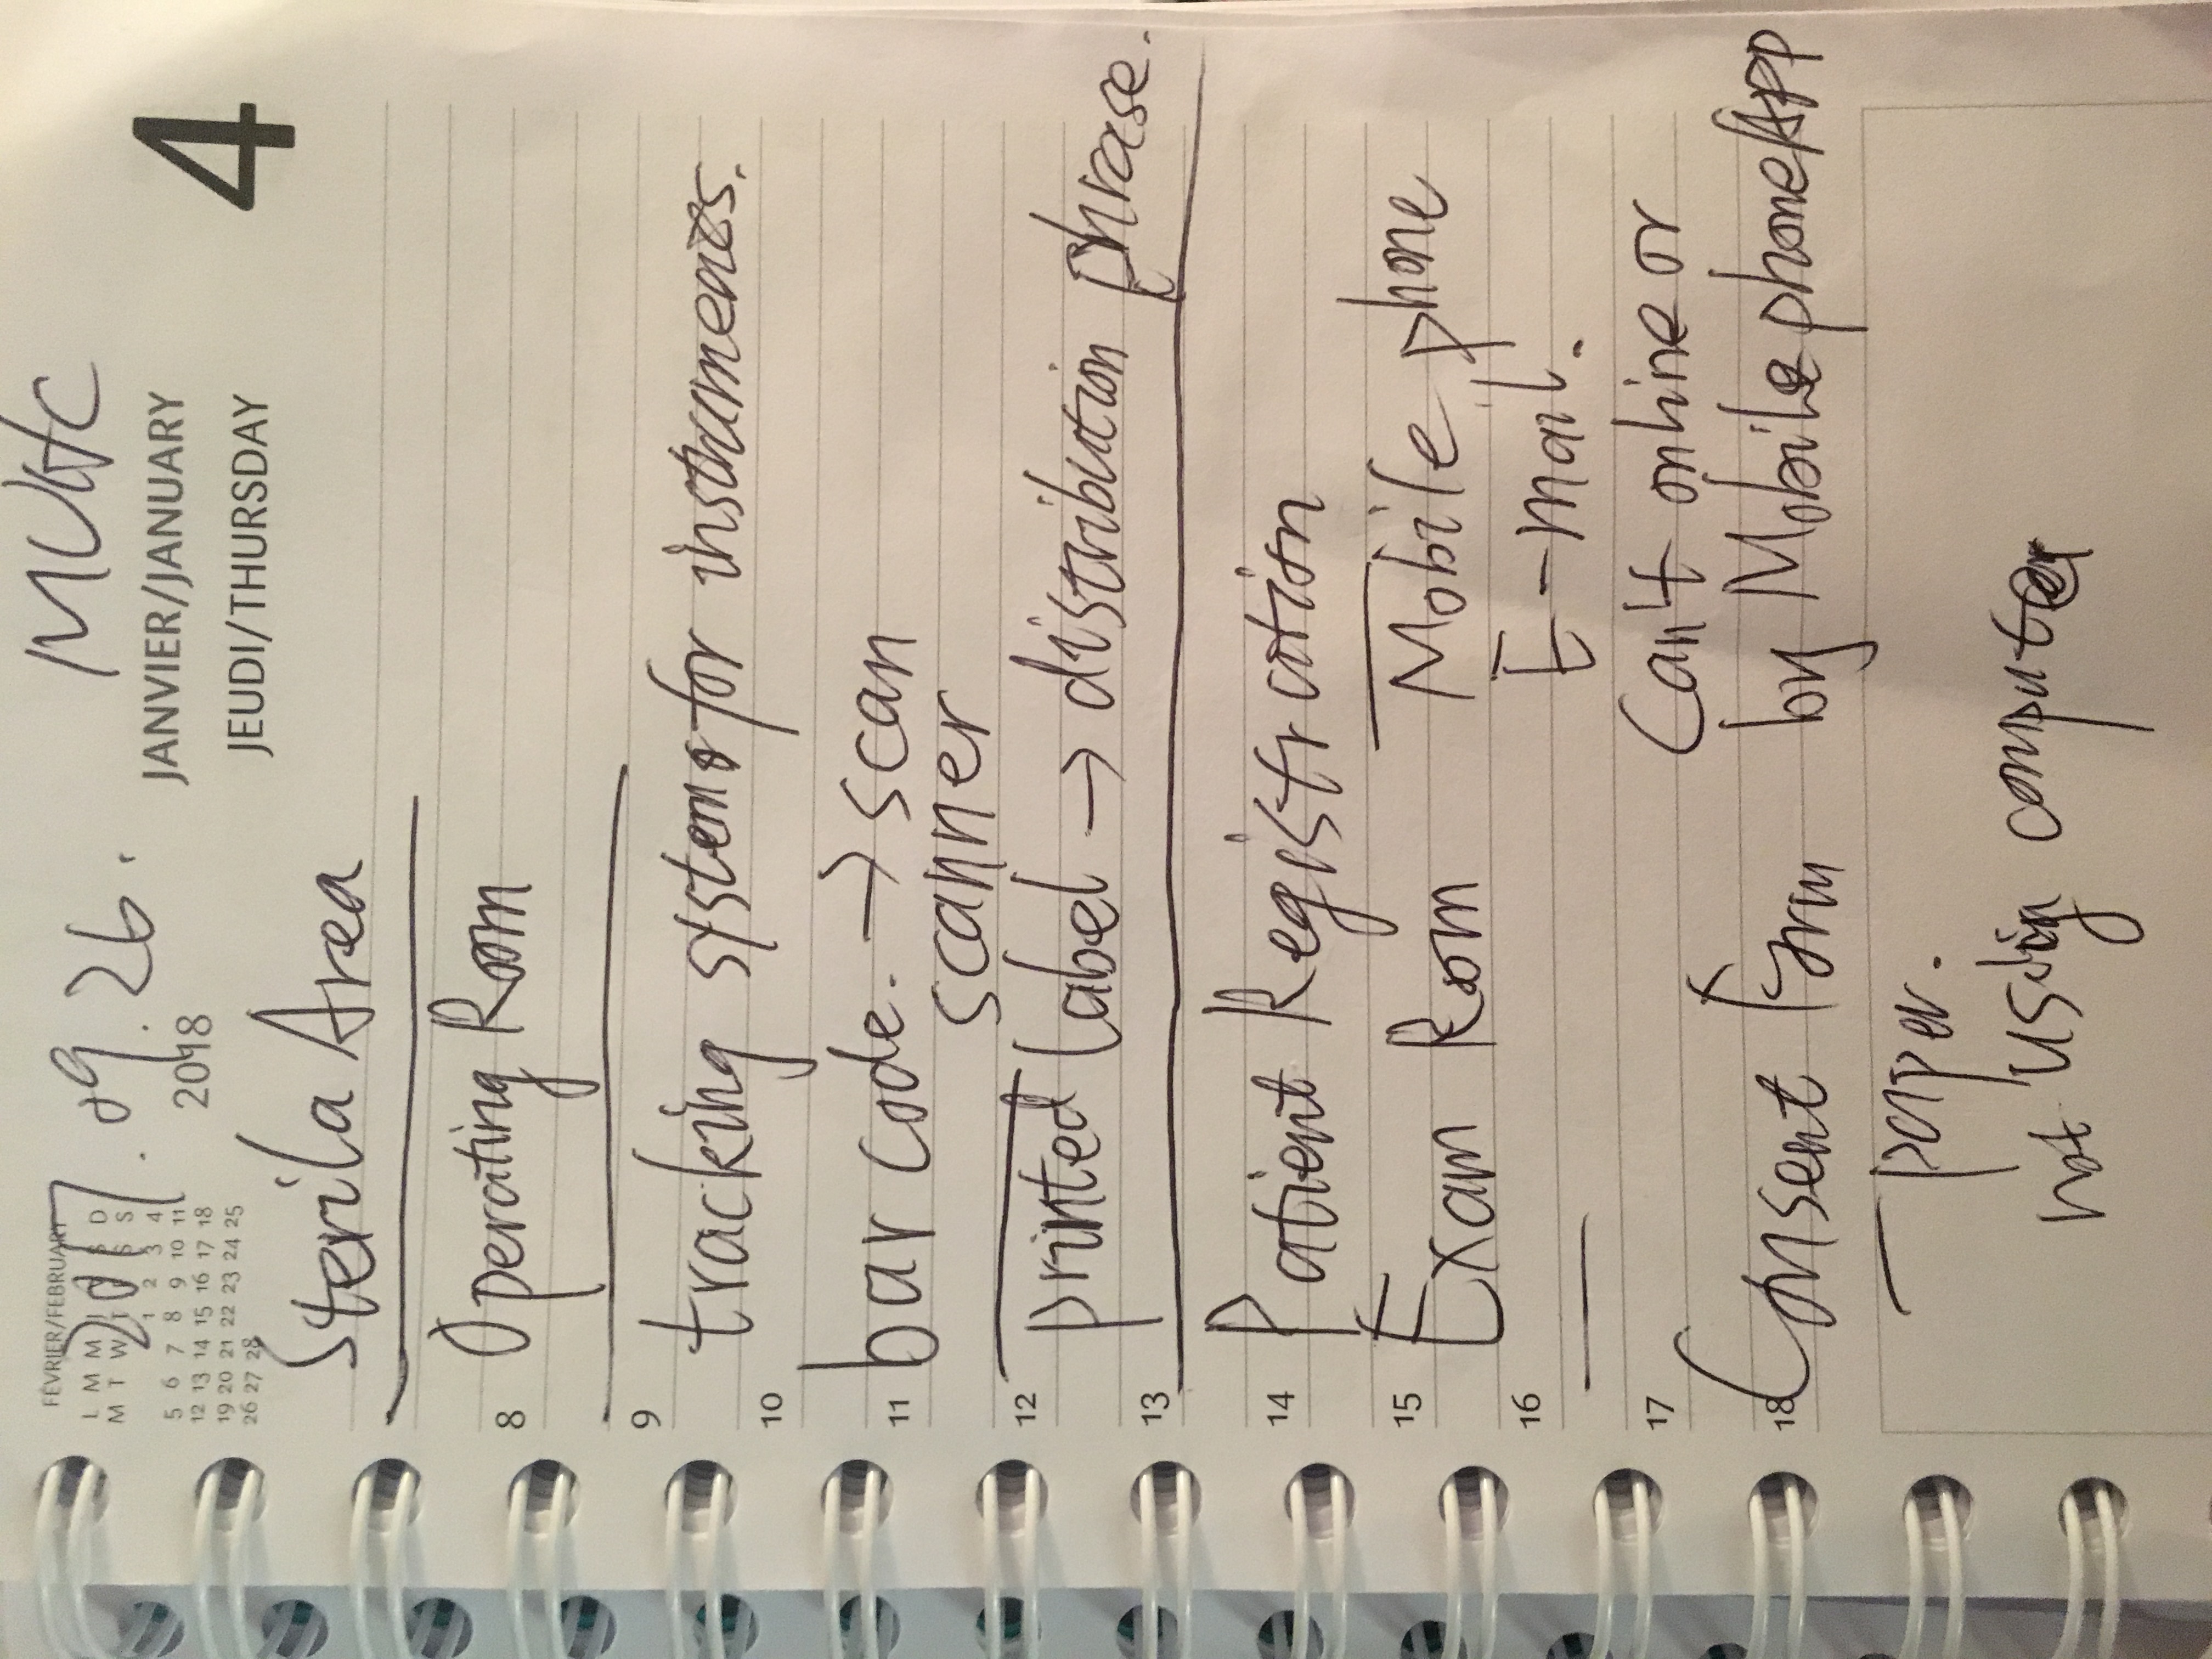 MUHC
FÉVRIER/FEBRUARY
2017.09.26.
L M M J V S D
M T W T F S S
1 2 3 4
5 6 7 8 9 10 11
12 13 14 15 16 17 18
19 20 21 22 23 24 25
26 27 28
2018
JANVIER/JANUARY
JEUDI/THURSDAY
4
Sterila Area
8 Operating Room
9
tracking systems for instruments.
10
11 bar code. → scan
scanner
12
printed label → distribution phrase.
13
Patient Registration
14
15
Exam Room
Mobile phone
16
E-mail.
17
Can't online or
18 Consent Form
by Mobile phone APP
paper.
not using computer